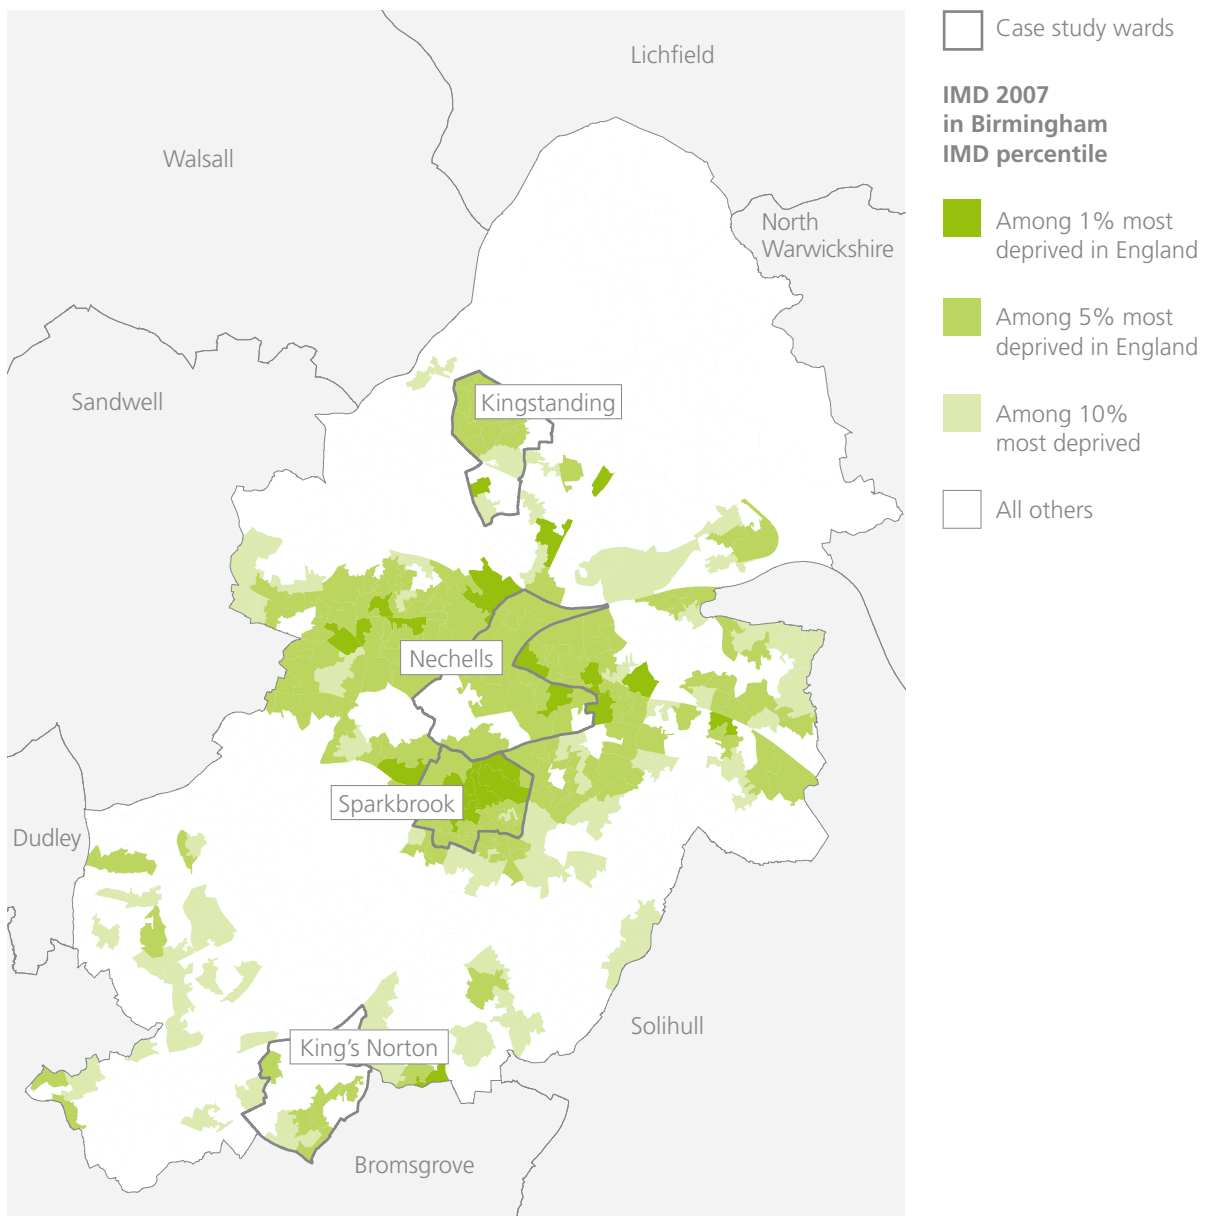 Case study wards
IMD 2007
in Birmingham
IMD percentile
Among 1% most
deprived in England
Among 5% most
deprived in England
Among 10%
most deprived
All others
Lichfield
Walsall
North
Warwickshire
Sandwell
Kingstanding
Nechells
Sparkbrook
Dudley
Solihull
King's Norton
Bromsgrove